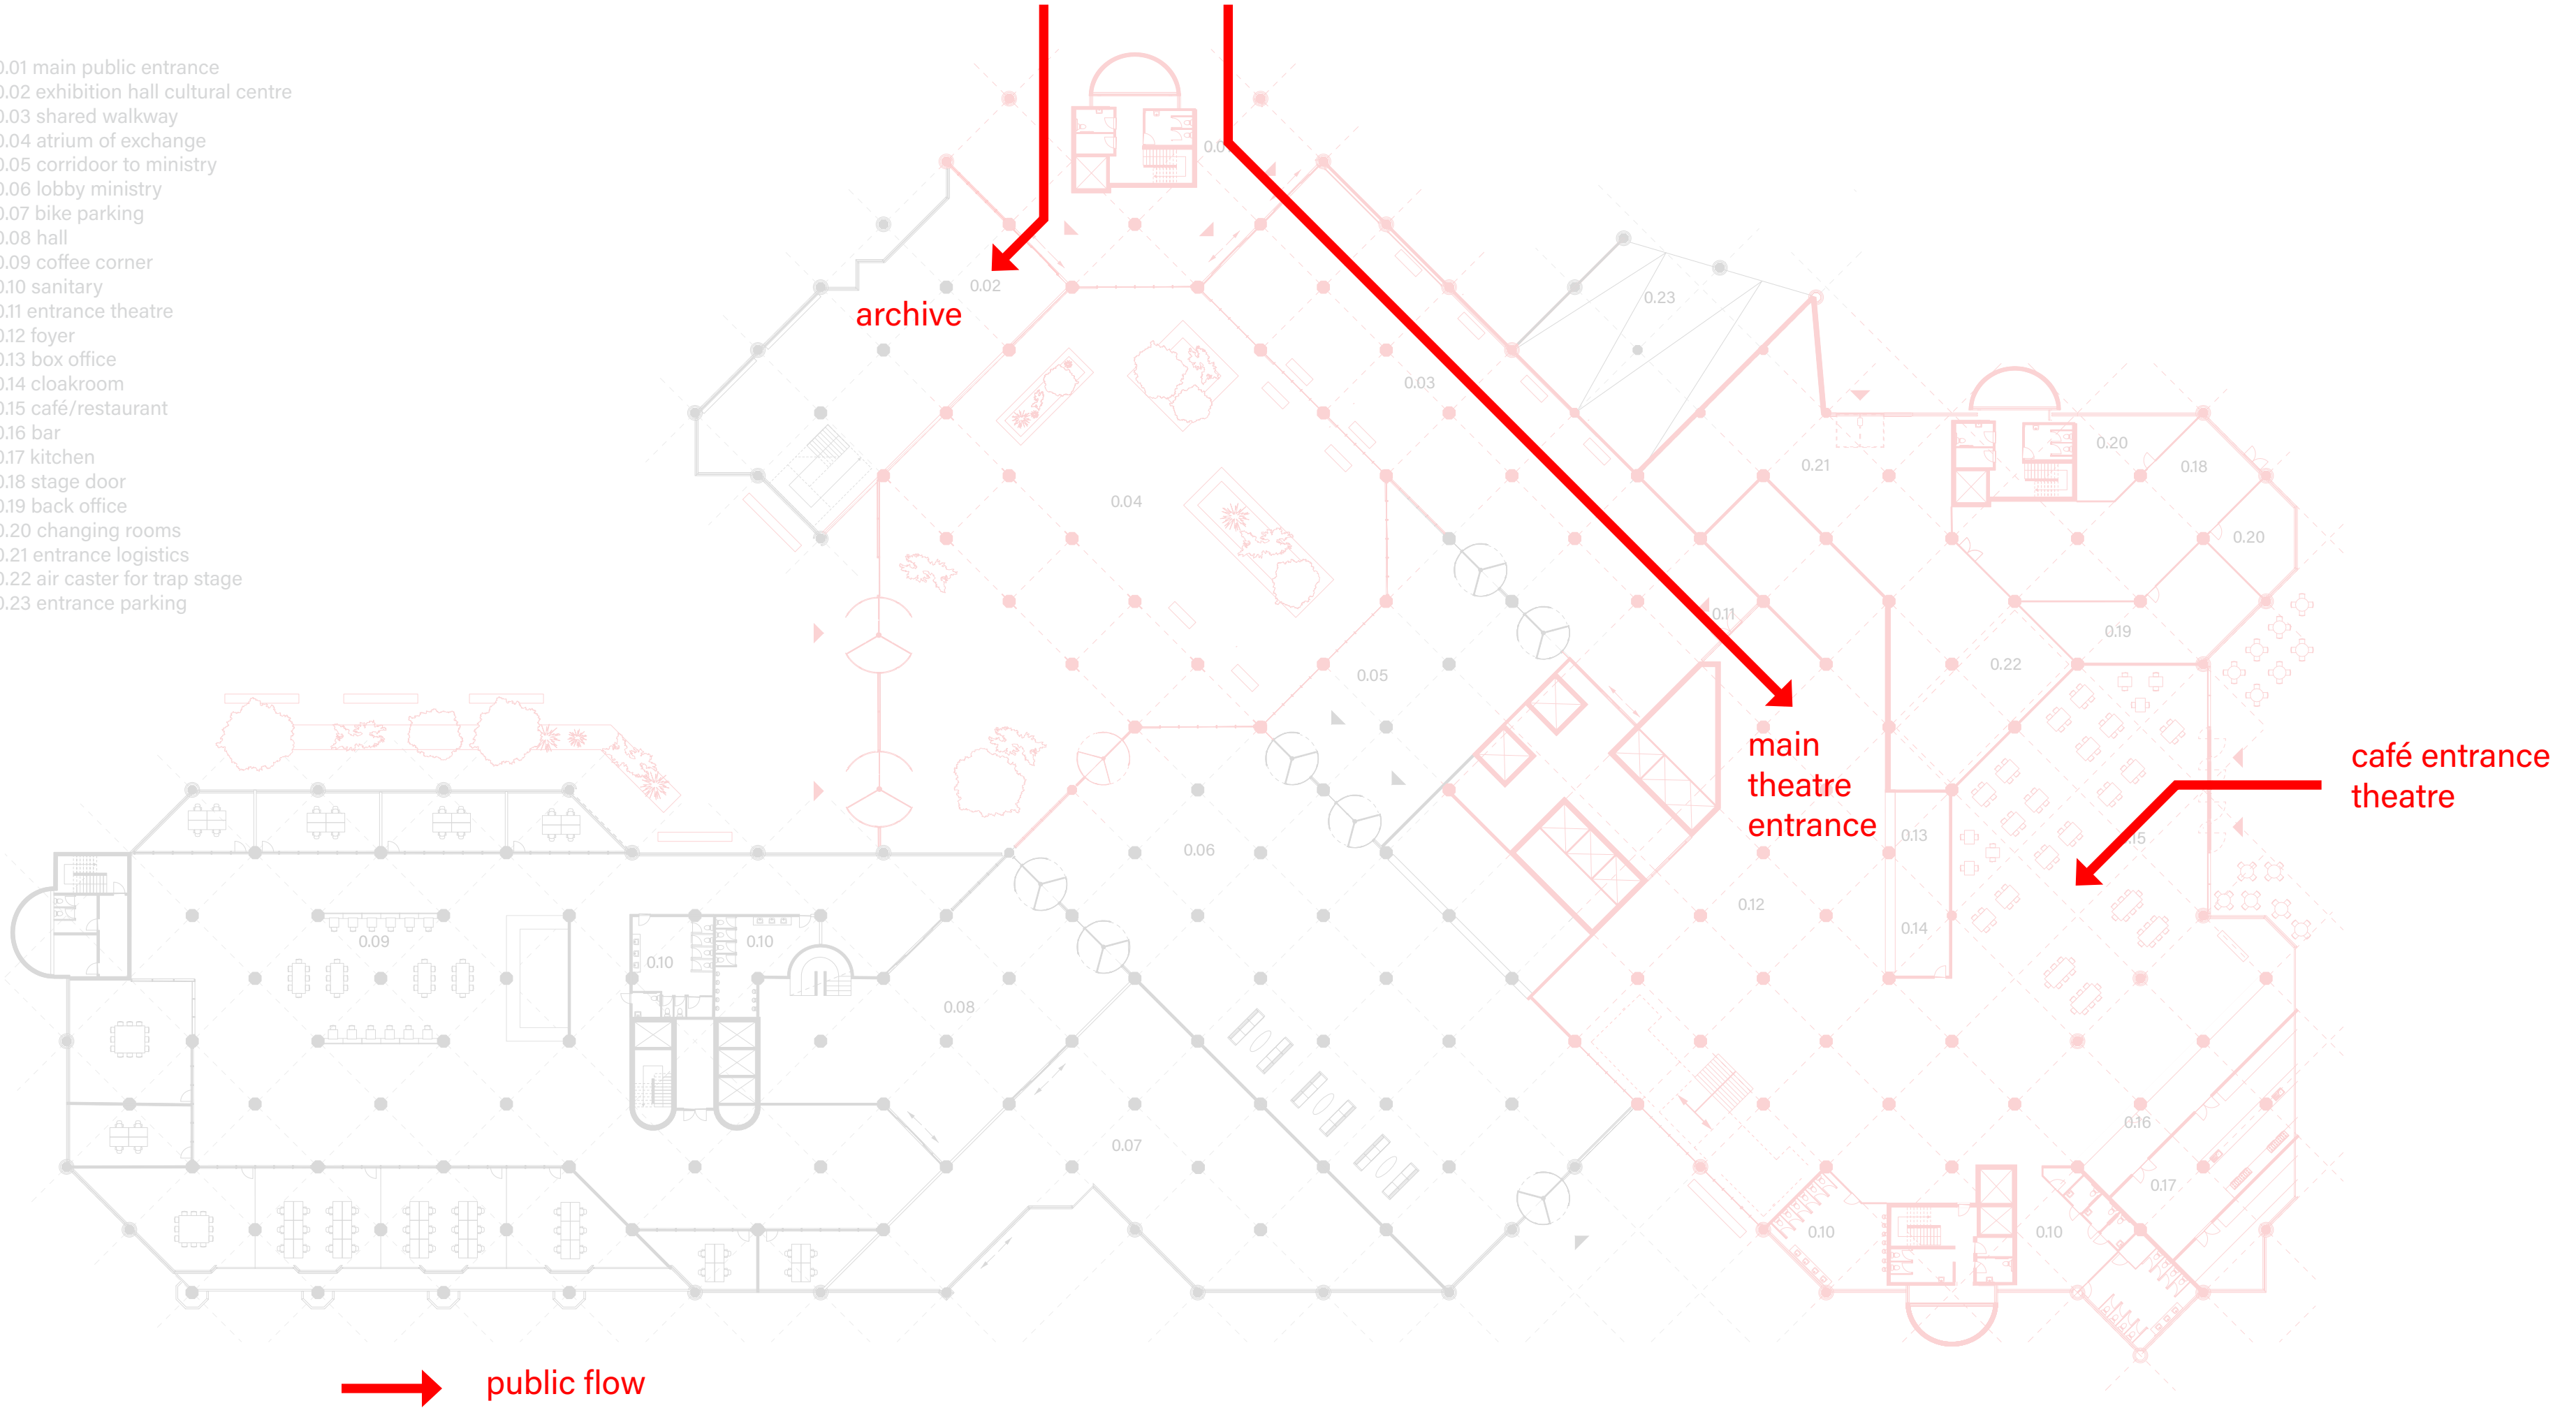 0.01 main public entrance
0.02 exhibition hall cultural centre
0.03 shared walkway
0.04 atrium of exchange
0.05 corridoor to ministry
0.06 lobby ministry
0.07 bike parking
0.08 hall
0.09 coffee corner
0.10 sanitary
0.11 entrance theatre
0.12 foyer
0.13 box office
0.14 cloakroom
0.15 café/restaurant
0.16 bar
0.17 kitchen
0.18 stage door
0.19 back office
0.20 changing rooms
0.21 entrance logistics
0.22 air caster for trap stage
0.23 entrance parking
0.02
archive
0.23
0.03
0.20
0.18
0.21
0.04
0.20
0.11
0.19
0.22
0.05
main
theatre
entrance
café entrance
theatre
0.13
0.15
0.06
0.12
0.14
0.09
0.10
0.10
0.08
0.16
0.07
0.17
0.10
0.10
public flow